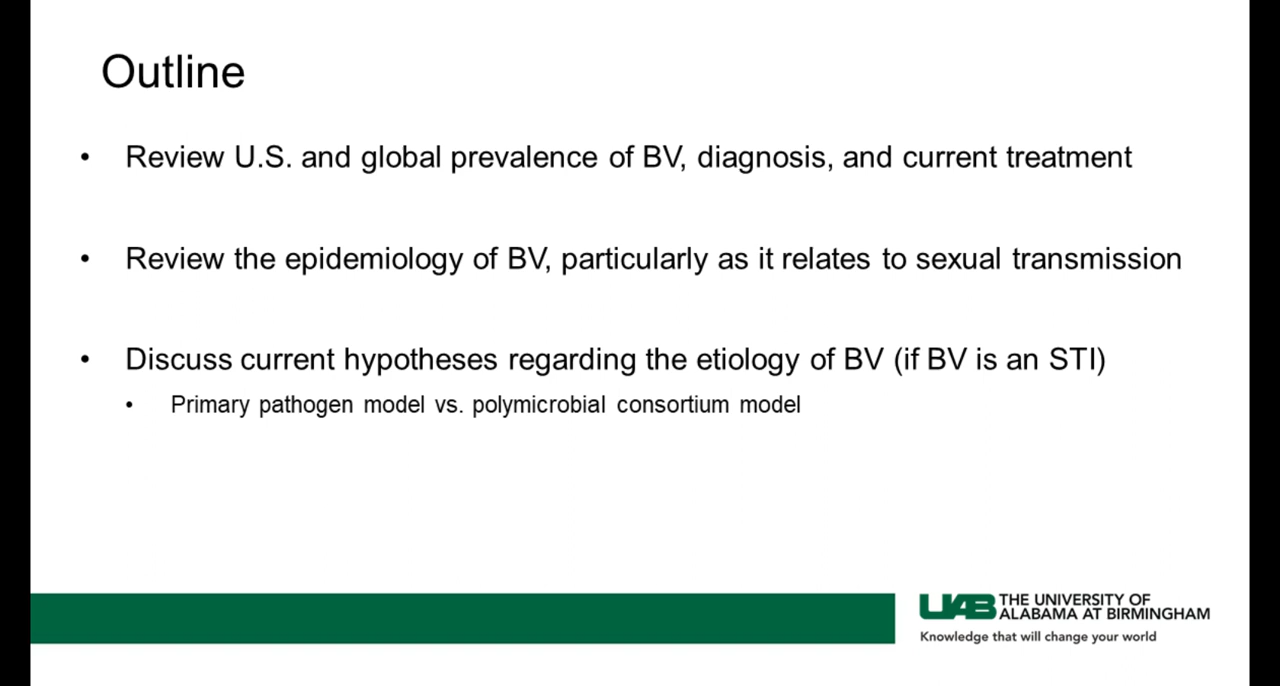 Outline
• Review U.S. and global prevalence of BV, diagnosis, and current treatment
• Review the epidemiology of BV, particularly as it relates to sexual transmission
• Discuss current hypotheses regarding the etiology of BV (if BV is an STI)
• Primary pathogen model vs. polymicrobial consortium model
UAB THE UNIVERSITY OF
ALABAMA AT BIRMINGHAM
Knowledge that will change your world